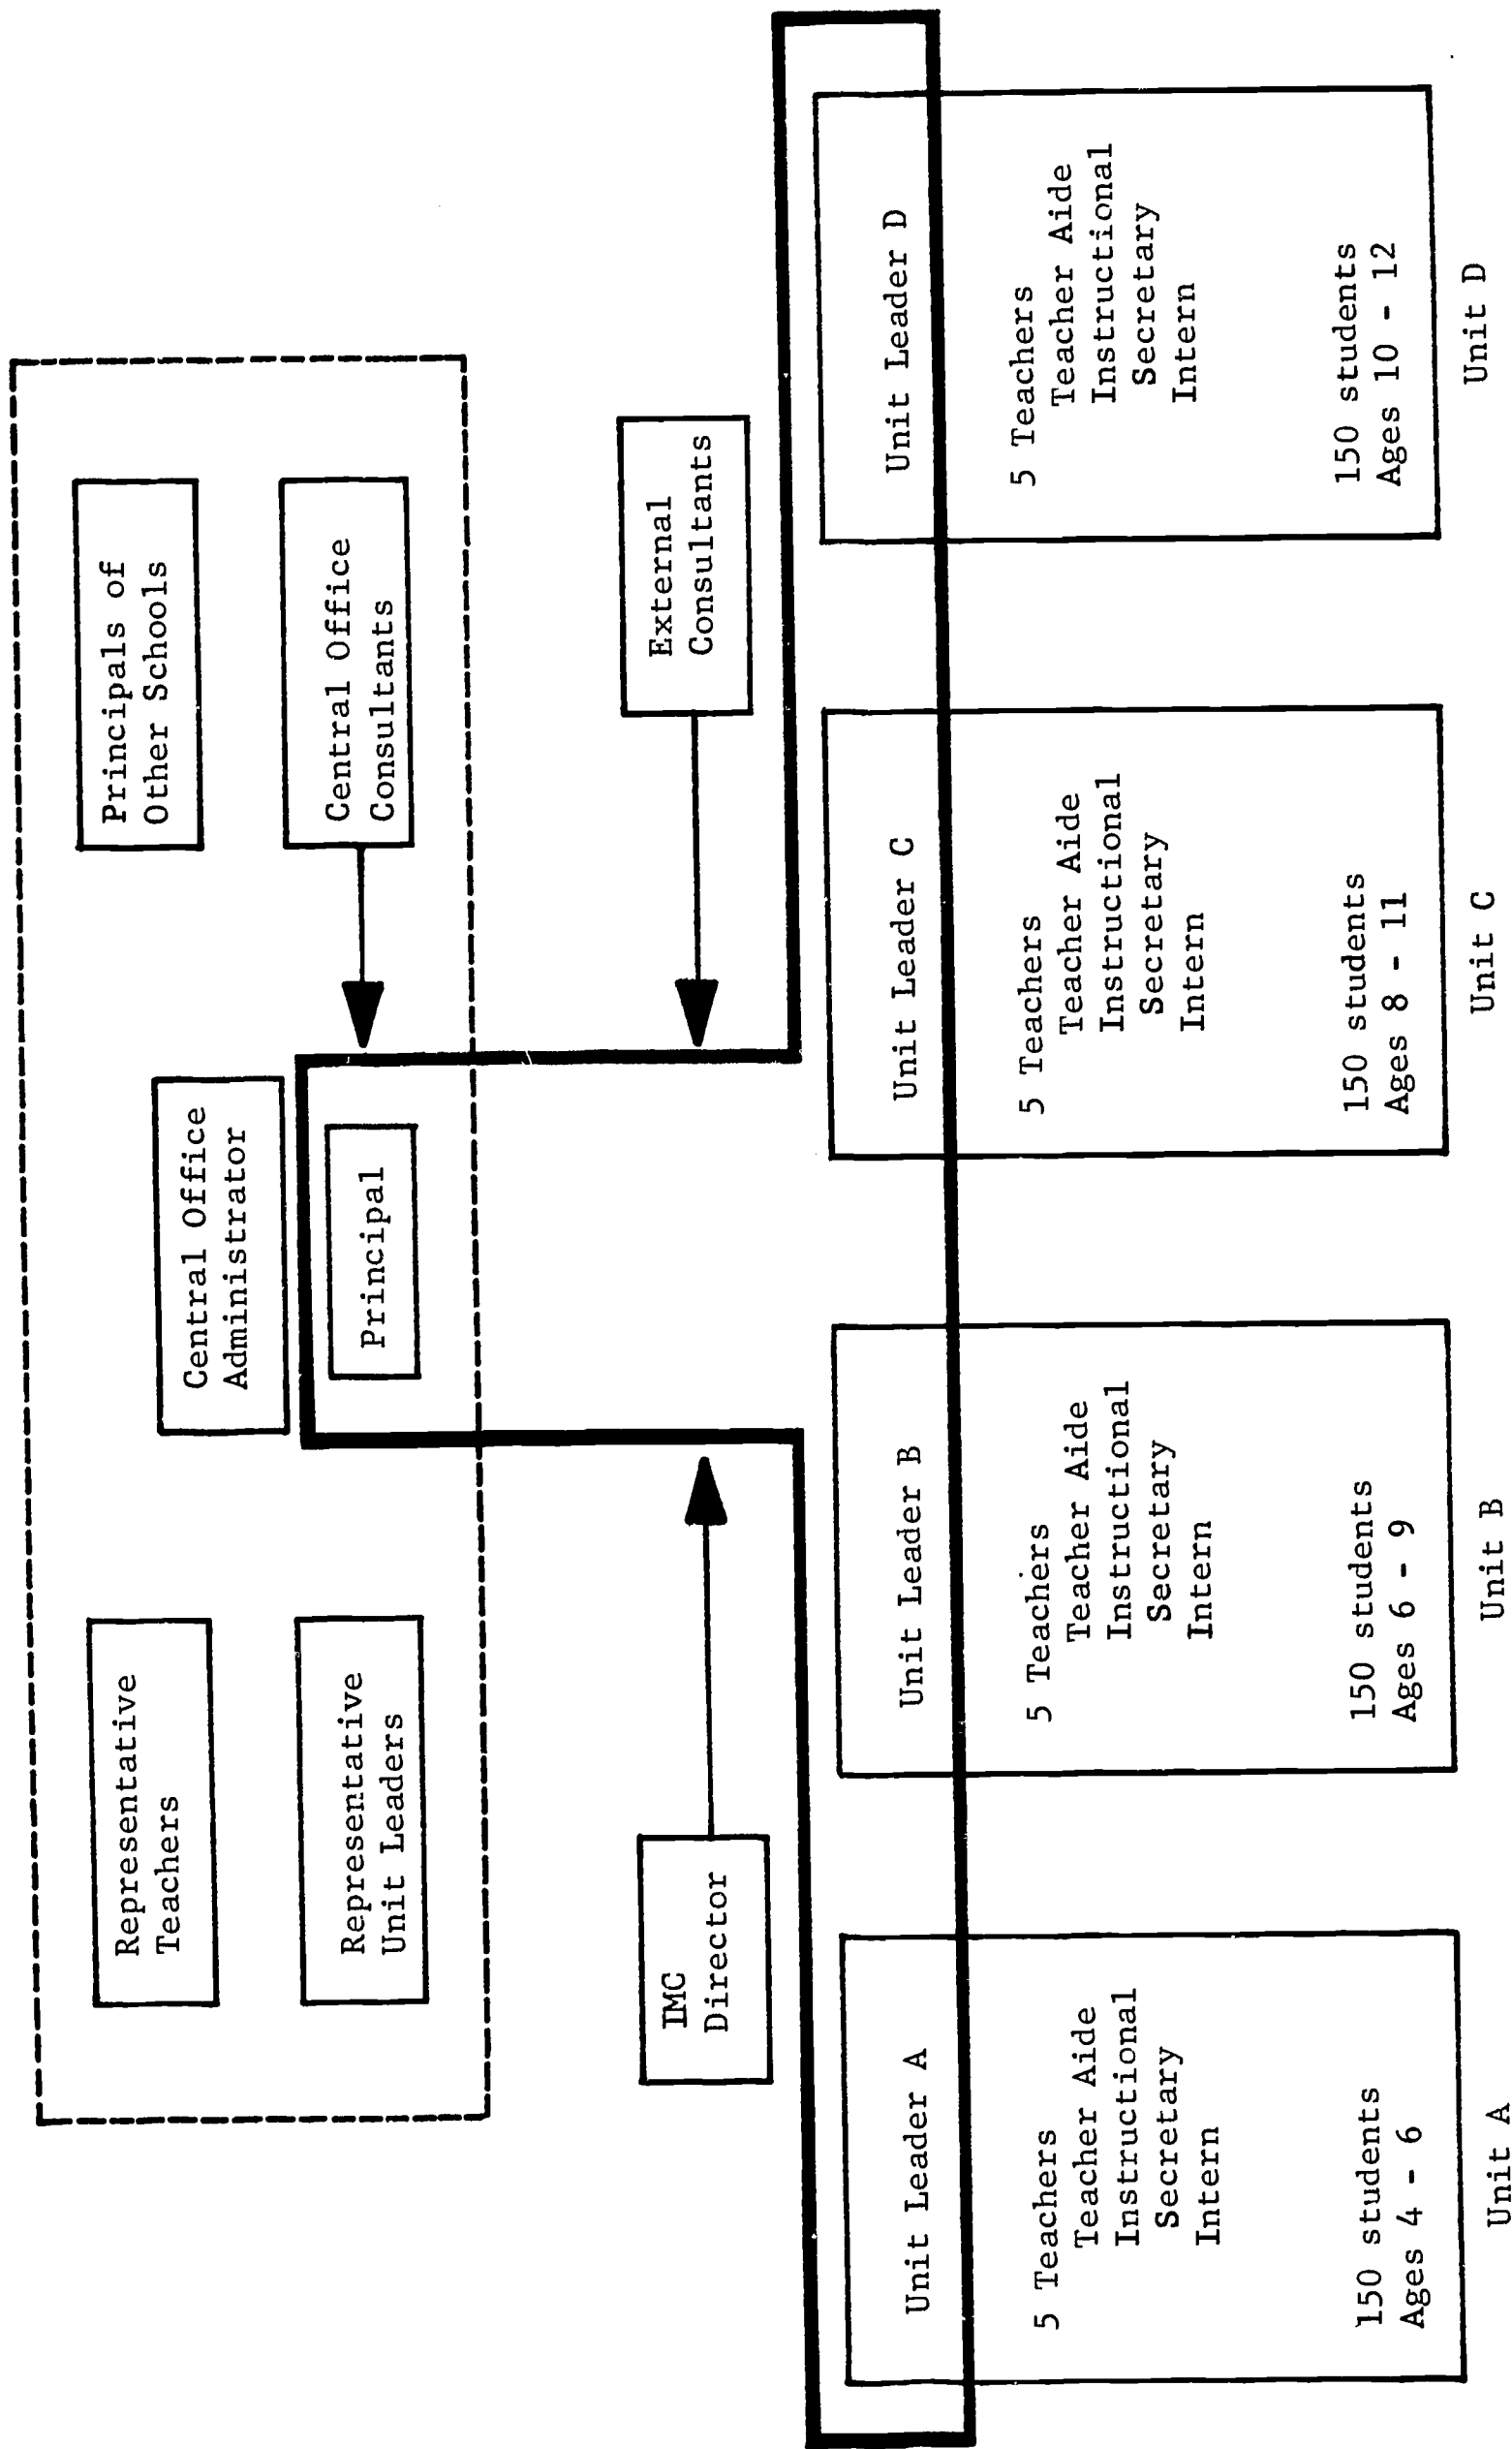 Representative
Teachers
Representative
Unit Leaders
Central Office
Administrator
Principal
Principals of
Other Schools
Central Office
Consultants
IMC
Director
External
Consultants
Unit Leader A
5 Teachers
Teacher Aide
Instructional
Secretary
Intern
150 students
Ages 4 - 6
Unit A
Unit Leader B
5 Teachers
Teacher Aide
Instructional
Secretary
Intern
150 students
Ages 6 - 9
Unit B
Unit Leader C
5 Teachers
Teacher Aide
Instructional
Secretary
Intern
150 students
Ages 8 - 11
Unit C
Unit Leader D
5 Teachers
Teacher Aide
Instructional
Secretary
Intern
150 students
Ages 10 - 12
Unit D